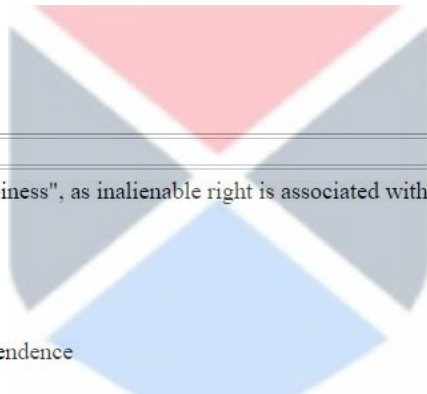 iness", as inalienable right is associated with
endence